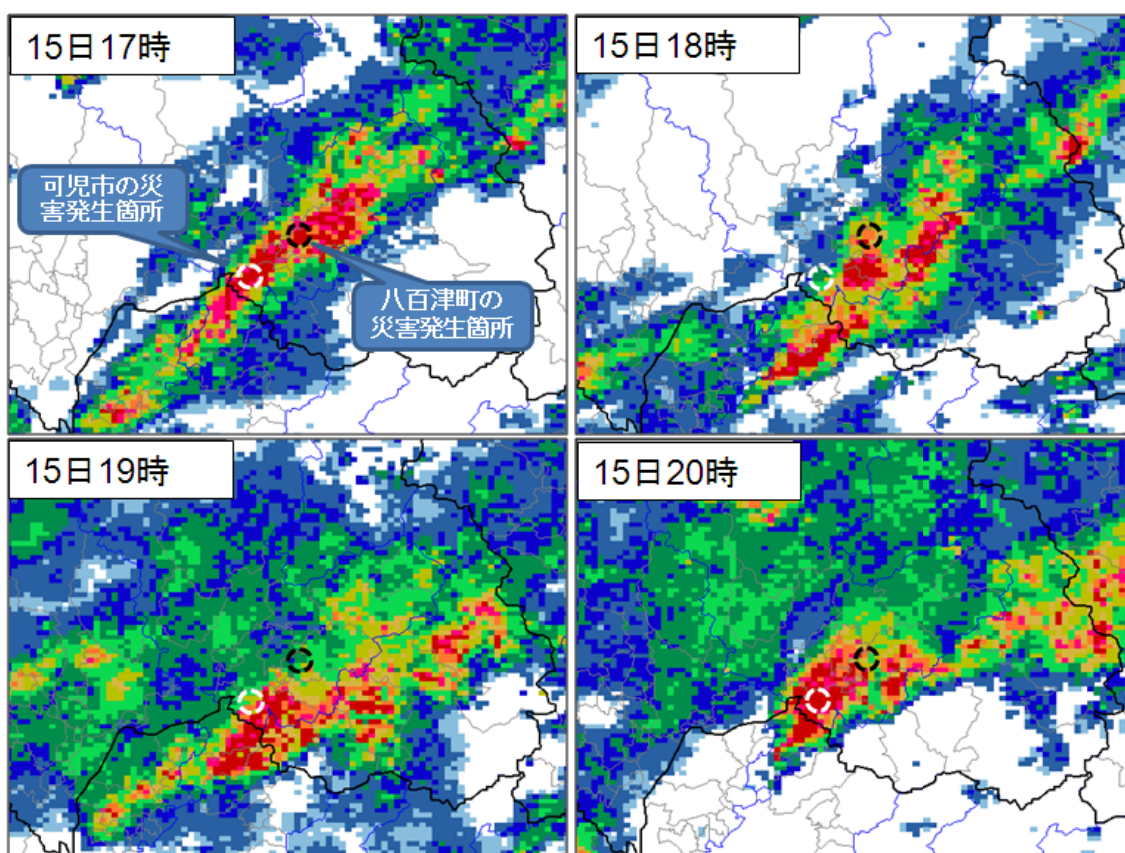 15日17時
15日18時
可児市の災
害発生箇所
八百津町の
災害発生箇所
15日19時
15日20時